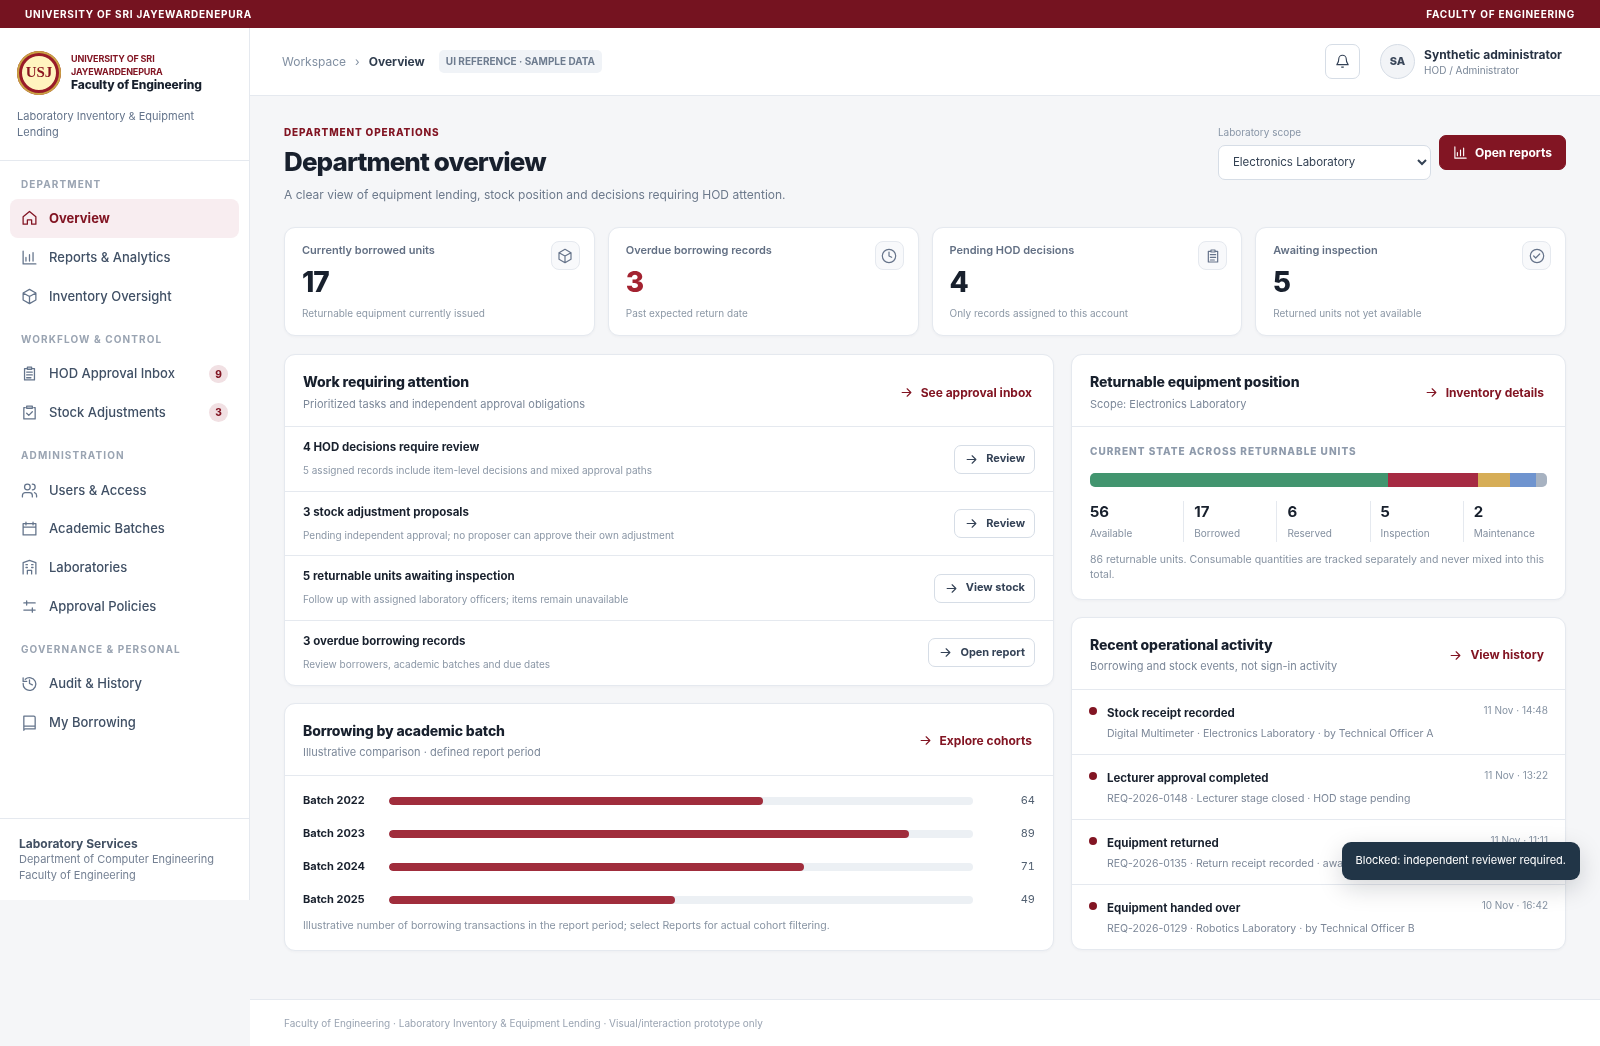 UNIVERSITY OF SRI JAYEWARDENEPURA
FACULTY OF ENGINEERING
USJ
UNIVERSITY OF SRI
JAYEWARDENEPURA
Faculty of Engineering
Laboratory Inventory & Equipment
Lending
DEPARTMENT
Overview
Reports & Analytics
Inventory Oversight
WORKFLOW & CONTROL
HOD Approval Inbox 9
Stock Adjustments 3
ADMINISTRATION
Users & Access
Academic Batches
Laboratories
Approval Policies
GOVERNANCE & PERSONAL
Audit & History
My Borrowing
Laboratory Services
Department of Computer Engineering
Faculty of Engineering
Workspace › Overview UI REFERENCE · SAMPLE DATA
SA
Synthetic administrator
HOD / Administrator
DEPARTMENT OPERATIONS
Department overview
A clear view of equipment lending, stock position and decisions requiring HOD attention.
Laboratory scope
Electronics Laboratory
Open reports
Currently borrowed units
17
Returnable equipment currently issued
Overdue borrowing records
3
Past expected return date
Pending HOD decisions
4
Only records assigned to this account
Awaiting inspection
5
Returned units not yet available
Work requiring attention
Prioritized tasks and independent approval obligations
→ See approval inbox
4 HOD decisions require review
5 assigned records include item-level decisions and mixed approval paths
→ Review
3 stock adjustment proposals
Pending independent approval; no proposer can approve their own adjustment
→ Review
5 returnable units awaiting inspection
Follow up with assigned laboratory officers; items remain unavailable
→ View stock
3 overdue borrowing records
Review borrowers, academic batches and due dates
→ Open report
Borrowing by academic batch
Illustrative comparison · defined report period
→ Explore cohorts
Batch 2022 64
Batch 2023 89
Batch 2024 71
Batch 2025 49
Illustrative number of borrowing transactions in the report period; select Reports for actual cohort filtering.
Returnable equipment position
Scope: Electronics Laboratory
→ Inventory details
CURRENT STATE ACROSS RETURNABLE UNITS
56 17 6 5 2
Available Borrowed Reserved Inspection Maintenance
86 returnable units. Consumable quantities are tracked separately and never mixed into this
total.
Recent operational activity
Borrowing and stock events, not sign-in activity
→ View history
Stock receipt recorded 11 Nov · 14:48
Digital Multimeter · Electronics Laboratory · by Technical Officer A
Lecturer approval completed 11 Nov · 13:22
REQ-2026-0148 · Lecturer stage closed · HOD stage pending
Equipment returned 11 Nov · 11:11
REQ-2026-0135 · Return receipt recorded ·
Blocked: independent reviewer required.
Equipment handed over 10 Nov · 16:42
REQ-2026-0129 · Robotics Laboratory · by Technical Officer B
Faculty of Engineering · Laboratory Inventory & Equipment Lending · Visual/interaction prototype only